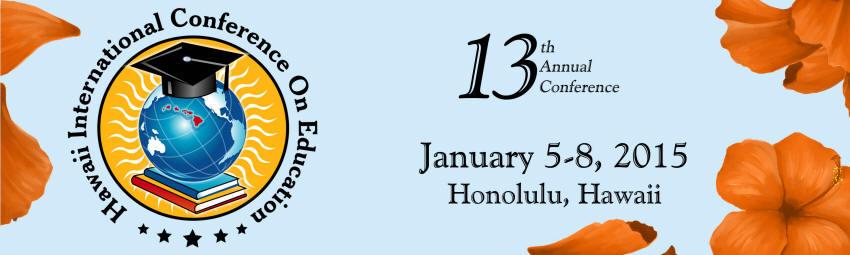 Hawaii International Conference On Education
13th
Annual
Conference
January 5-8, 2015
Honolulu, Hawaii